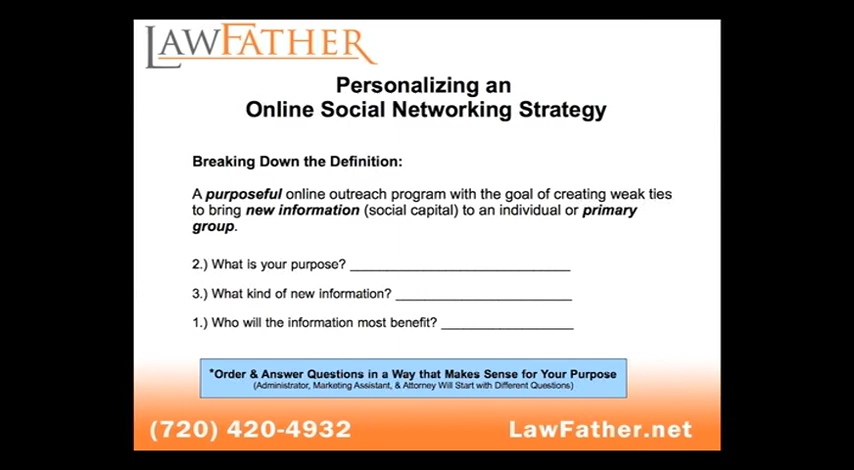 LAWFATHER
Personalizing an
Online Social Networking Strategy
Breaking Down the Definition:
A purposeful online outreach program with the goal of creating weak ties
to bring new information (social capital) to an individual or primary
group.
2.) What is your purpose? ______________________________
3.) What kind of new information? ________________________
1.) Who will the information most benefit? __________________
*Order & Answer Questions in a Way that Makes Sense for Your Purpose
(Administrator, Marketing Assistant, & Attorney Will Start with Different Questions)
(720) 420-4932
LawFather.net